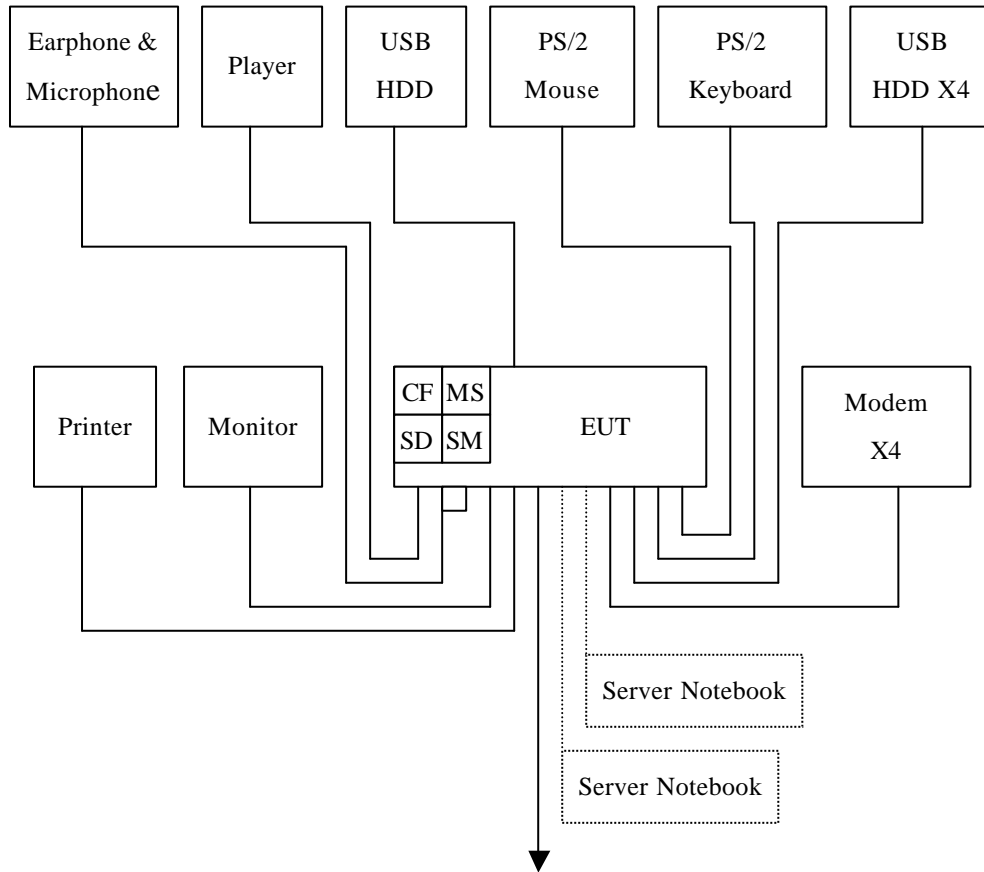 Earphone &
Microphone
Player
USB
HDD
PS/2
Mouse
PS/2
Keyboard
USB
HDD X4
Printer
Monitor
CF
MS
SD
SM
EUT
Modem
X4
Server Notebook
Server Notebook